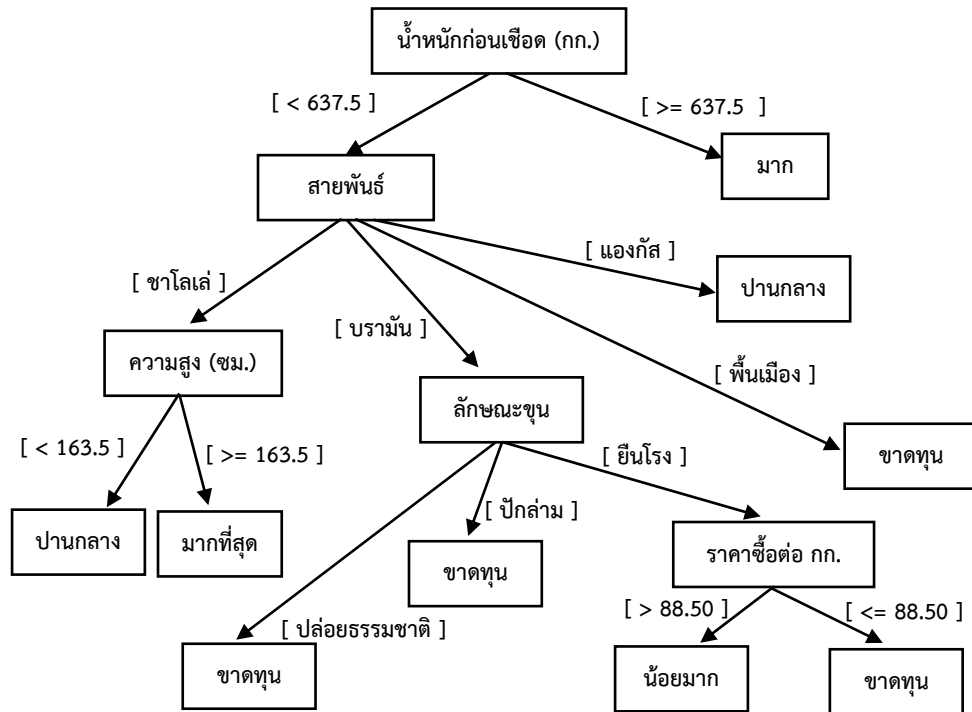 น้ำหนักก่อนเชือด (กก.)
[ < 637.5 ]
[ >= 637.5 ]
มาก
สายพันธ์
[ แองกัส ]
[ ชาโลเล่ ]
ปานกลาง
[ บรามัน ]
ความสูง (ซม.)
[ พื้นเมือง ]
ลักษณะขุน
[ < 163.5 ]
[ >= 163.5 ]
[ ยืนโรง ]
ขาดทุน
[ ปักล่าม ]
ปานกลาง
มากที่สุด
ราคาซื้อต่อ กก.
ขาดทุน
[ > 88.50 ]
[ <= 88.50 ]
[ ปล่อยธรรมชาติ ]
ขาดทุน
น้อยมาก
ขาดทุน